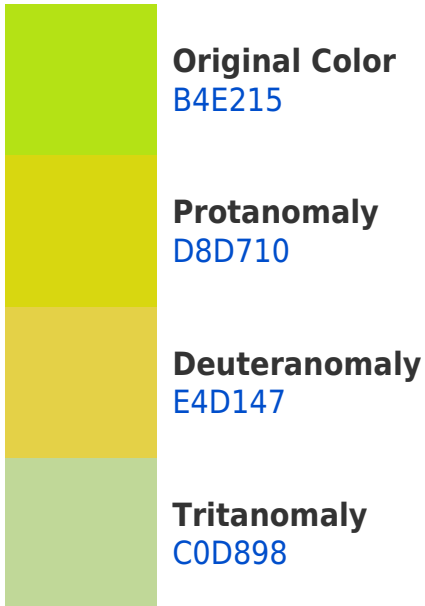 Original Color
B4E215
Protanomaly
D8D710
Deuteranomaly
E4D147
Tritanomaly
C0D898